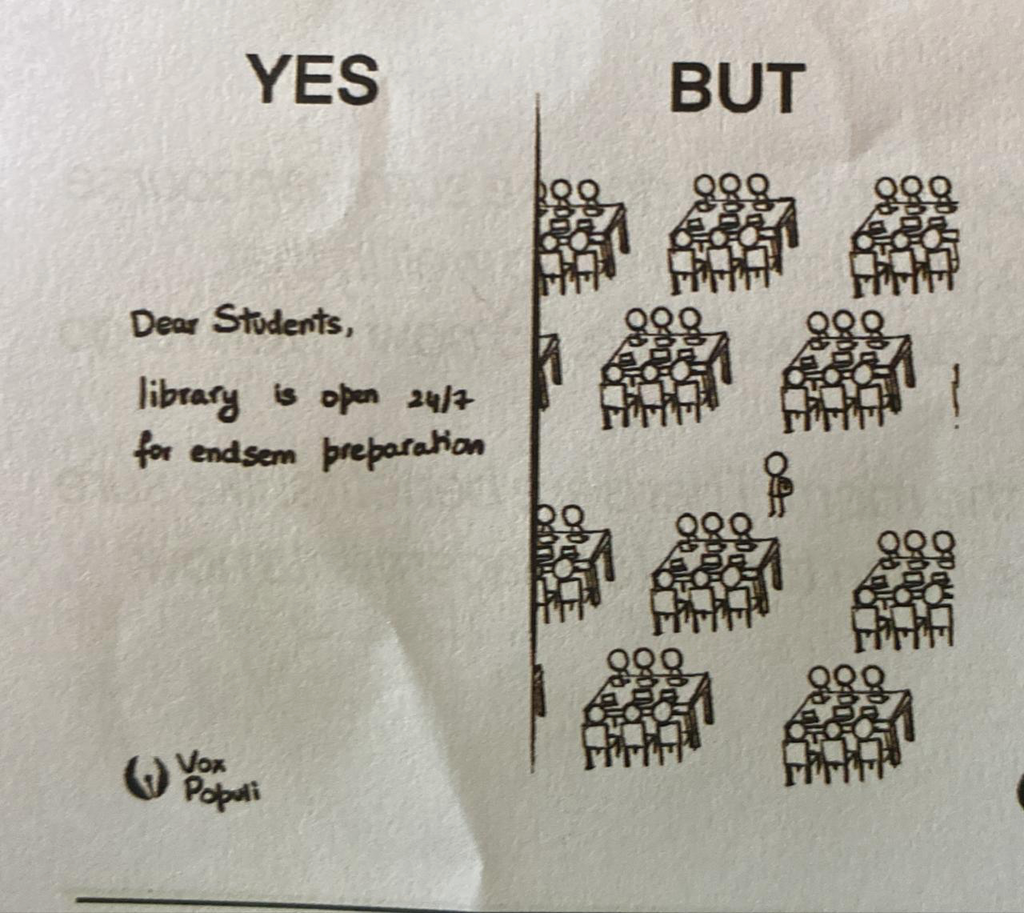 YES
BUT
Dear Students,
library is open 24/7
for endsem preparation
Vox
Populi